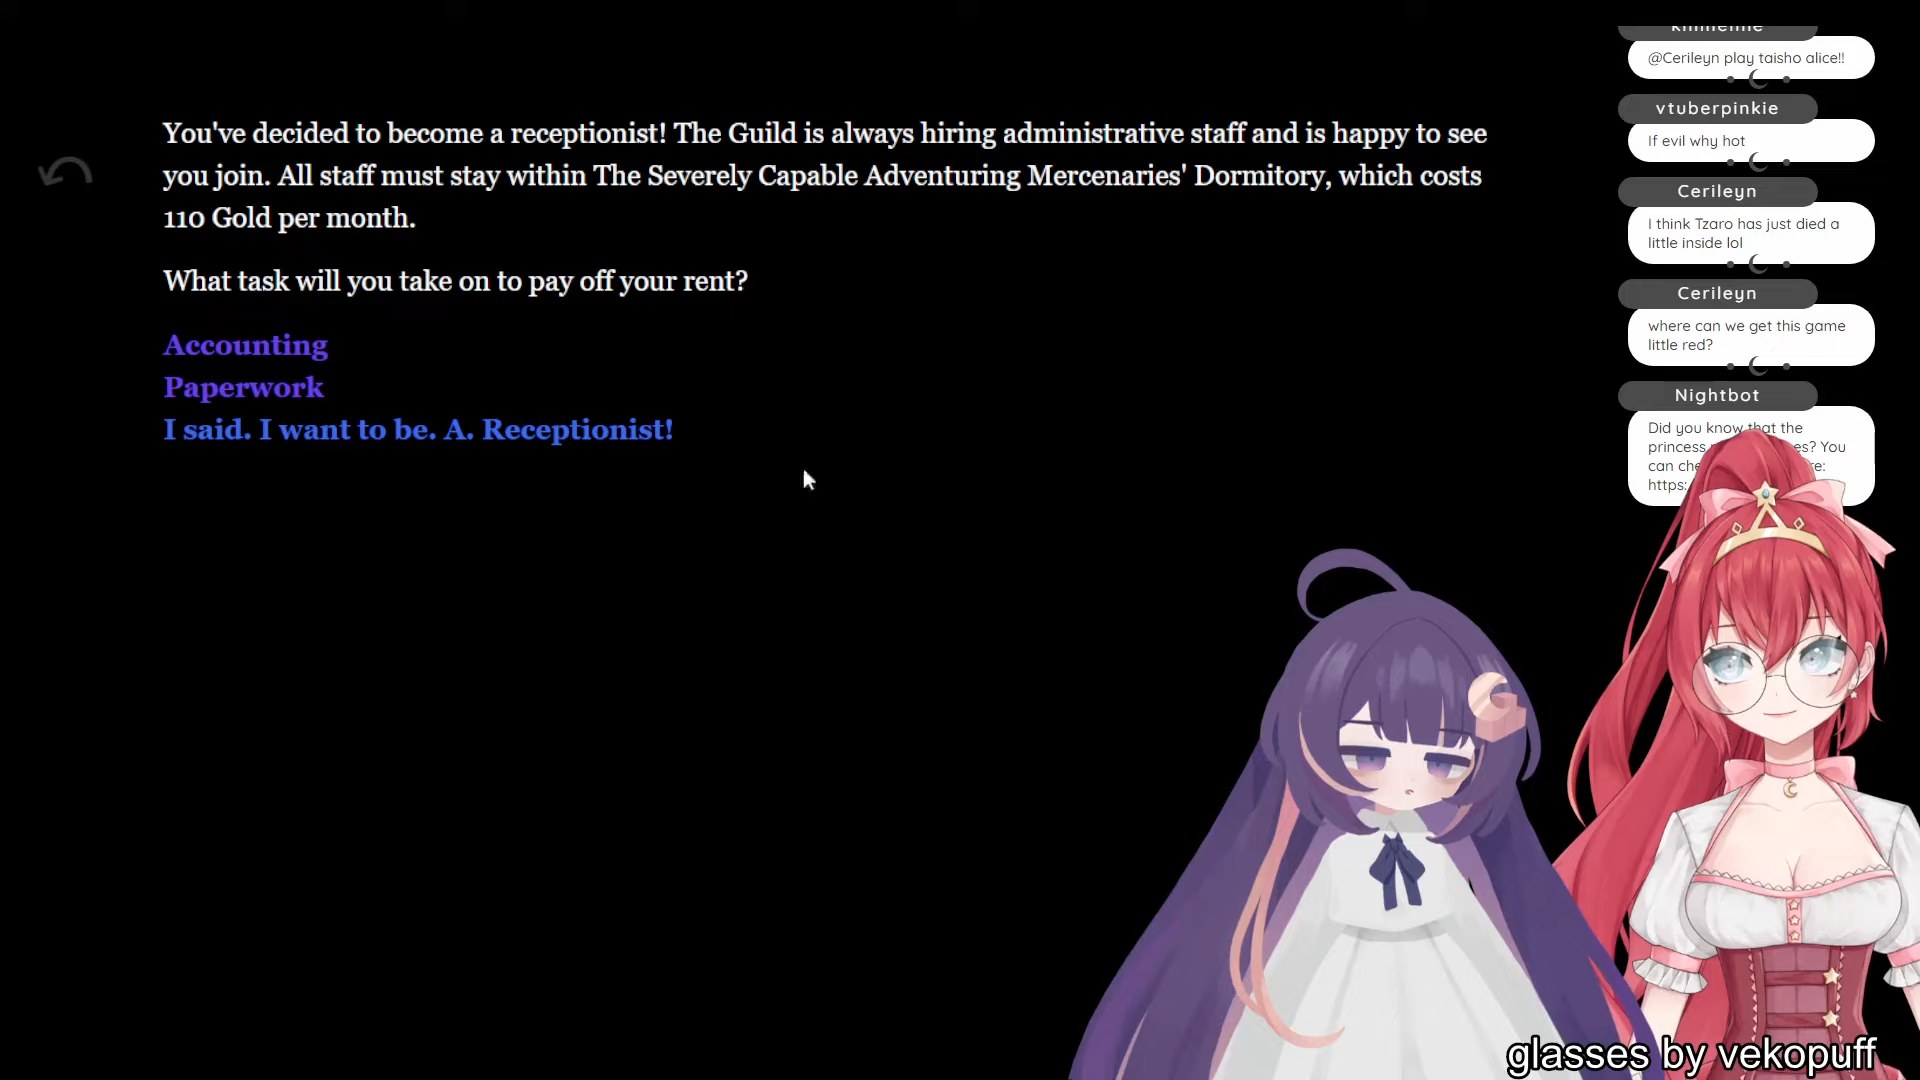 You've decided to become a receptionist! The Guild is always hiring administrative staff and is happy to see
you join. All staff must stay within The Severely Capable Adventuring Mercenaries' Dormitory, which costs
110 Gold per month.
What task will you take on to pay off your rent?
Accounting
Paperwork
I said. I want to be. A. Receptionist!
@Cerileyn play taisho alice!!
vtuberpinkie
If evil why hot
Cerileyn
I think Tzaro has just died a
little inside lol
Cerileyn
where can we get this game
little red?
Nightbot
Did you know that the
princess You
can
https:
glasses by vekopuff